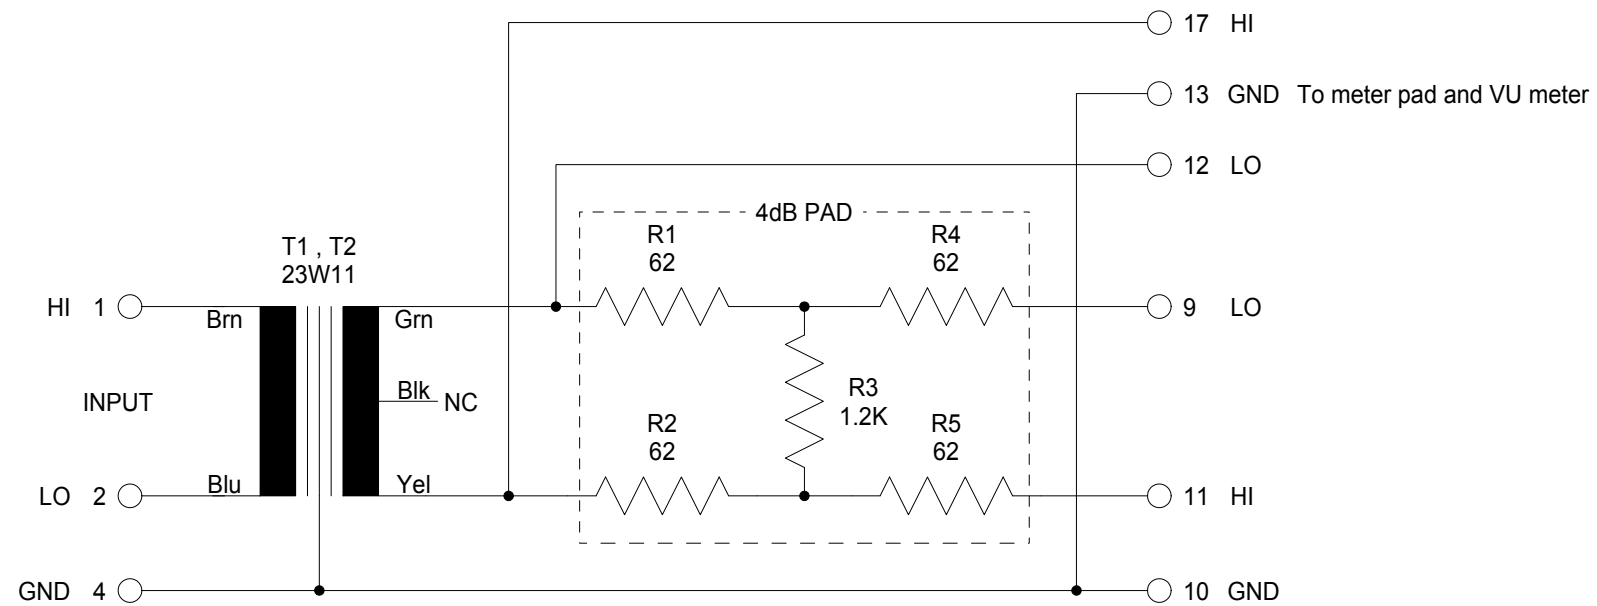 17 HI
13 GND To meter pad and VU meter
12 LO
4dB PAD
R1
62
R4
62
T1 , T2
23W11
HI 1
Brn
Grn
9 LO
INPUT
Blk NC
R3
1.2K
R2
62
R5
62
LO 2
Blu
Yel
11 HI
GND 4
10 GND